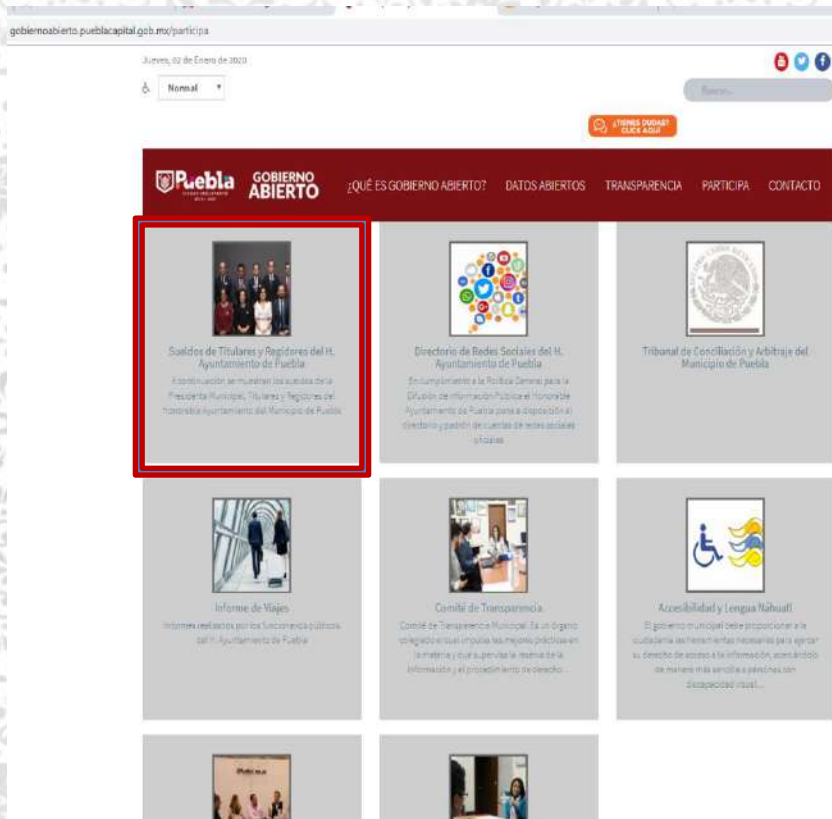 gobiernoabierto.pueblacapital.gob.mx/participa
Jueves, 02 de Enero de 2020
Normal
Buscar...
¿TIENES DUDAS?
CLICK AQUÍ
Puebla
GOBIERNO
ABIERTO
¿QUÉ ES GOBIERNO ABIERTO? DATOS ABIERTOS TRANSPARENCIA PARTICIPA CONTACTO
Sueldos de Titulares y Regidores del H.
Ayuntamiento de Puebla
A continuación se muestran los sueldos de la
Presidenta Municipal, Titulares y Regidores del
honorable Ayuntamiento del Municipio de Puebla
Directorio de Redes Sociales del H.
Ayuntamiento de Puebla
En cumplimiento a la Política General para la
Difusión de Información Pública el Honorable
Ayuntamiento de Puebla pone a disposición el
directorio y padrón de cuentas de redes sociales
oficiales
Tribunal de Conciliación y Arbitraje del
Municipio de Puebla
Informe de Viajes
Informes realizados por los funcionarios públicos
del H. Ayuntamiento de Puebla
Comité de Transparencia
Comité de Transparencia Municipal. Es un órgano
colegiado el cual impulsa las mejores prácticas en
la materia y que supervisa la reserva de la
información y el procedimiento de derecho...
Accesibilidad y Lengua Náhuatl
El gobierno municipal debe proporcionar a la
ciudadanía las herramientas necesarias para ejercer
su derecho de acceso a la información, acercándolo
de manera más sencilla a personas con
discapacidad visual...